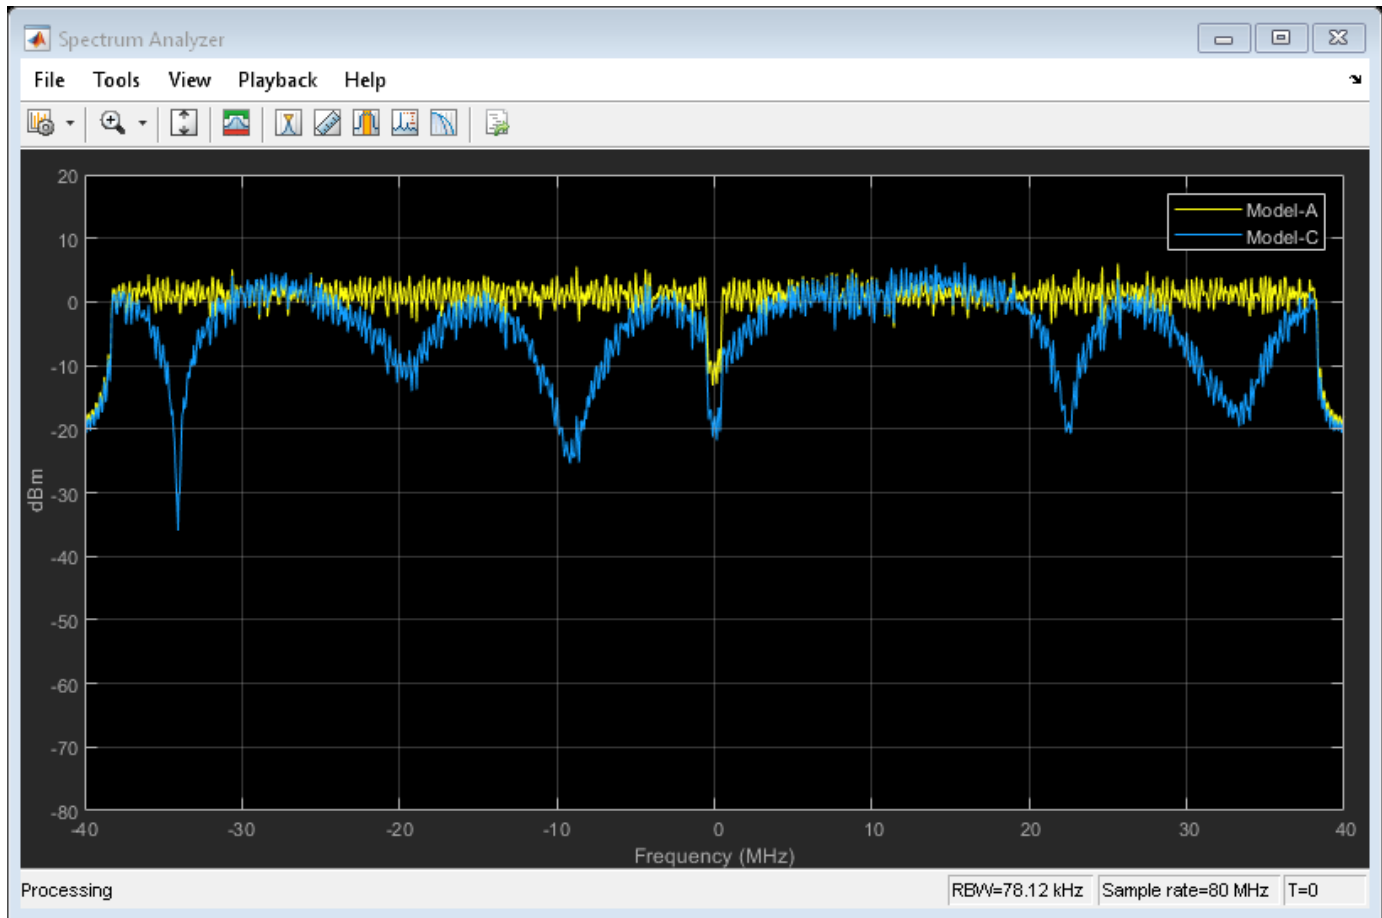 Spectrum Analyzer
File Tools View Playback Help
20
Model-A
Model-C
10
0
-10
-20
-30
-40
-50
-60
-70
-80
dBm
-40 -30 -20 -10 0 10 20 30 40
Frequency (MHz)
Processing RBW=78.12 kHz Sample rate=80 MHz T=0